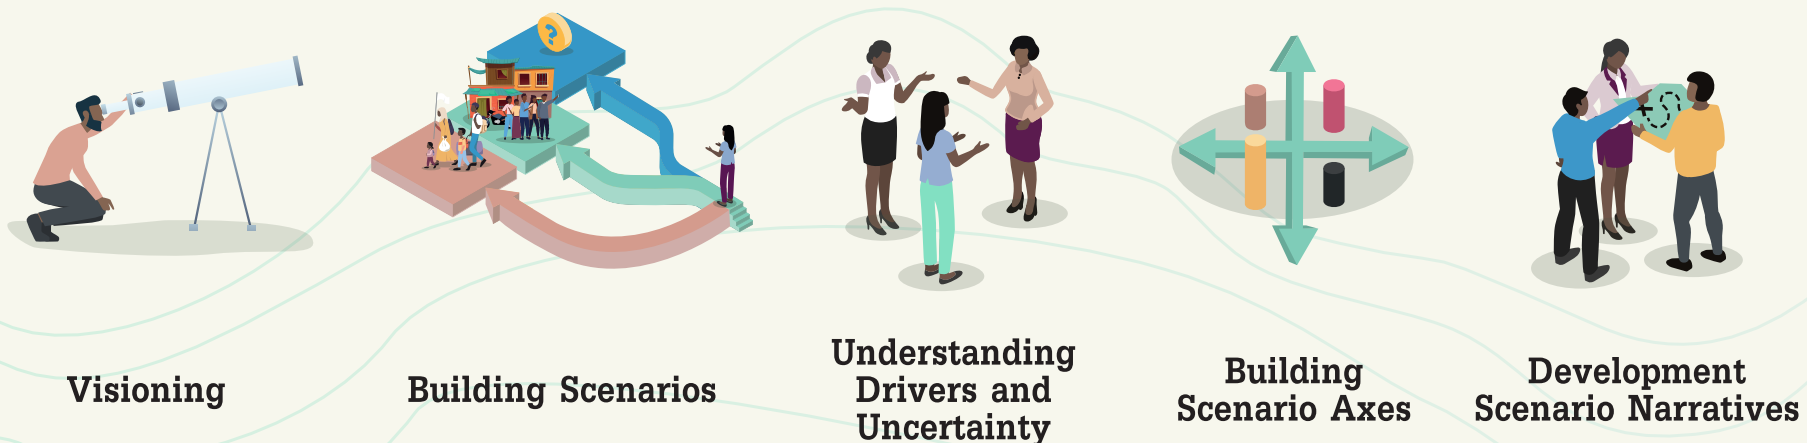 Visioning
Building Scenarios
Understanding
Drivers and
Uncertainty
Building
Scenario Axes
Development
Scenario Narratives
?